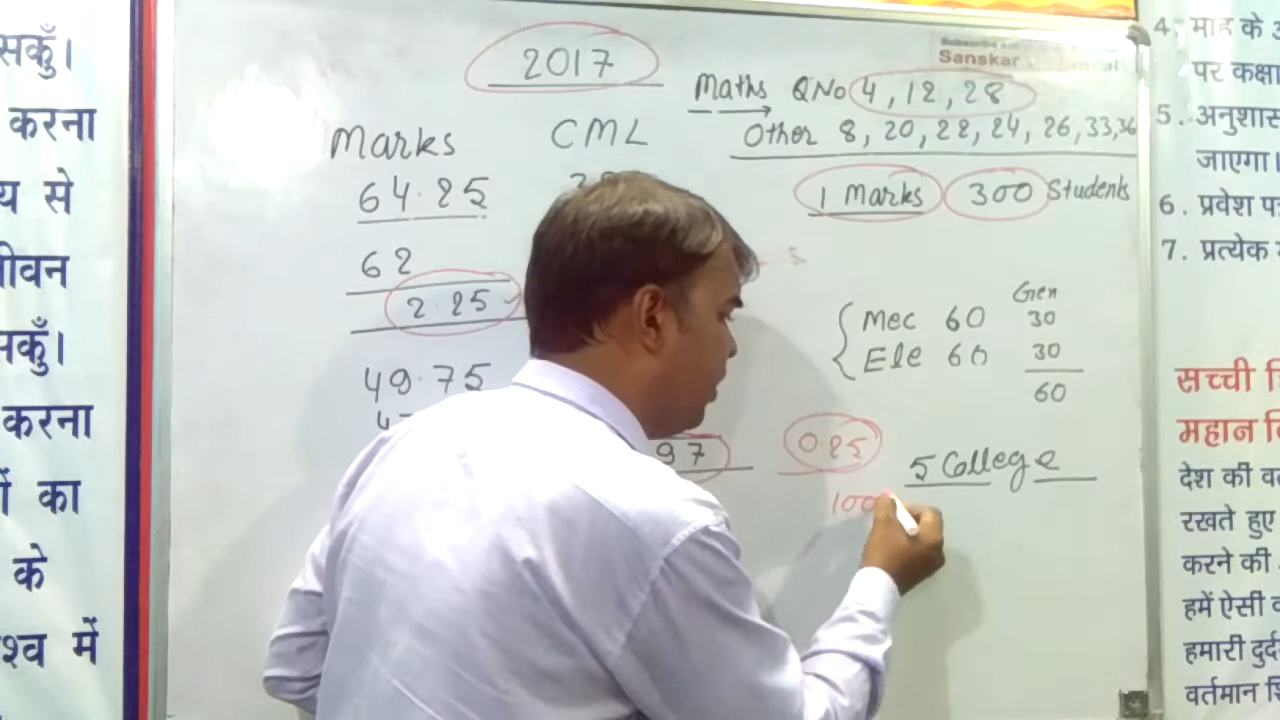 सकूँ।
करना
य से
जीवन
सकूँ।
करना
का
के
में
2017
Sanskar
Maths QNo 4, 12, 28
Other 8, 20, 22, 24, 26, 33, 36
Marks CML
64.25
1 Marks 300 Students
62
2.25
49.75
Gen
Mec 60 30
Ele 60 30
60
97
0.25
5 College
100
4. माह के
पर कक्षा
5. अनुशास
जाएगा।
6. प्रवेश
7. प्रत्येक
सच्ची
महान
देश की
रखते हुए
करने की
हमें ऐसी
हमारी
वर्तमान